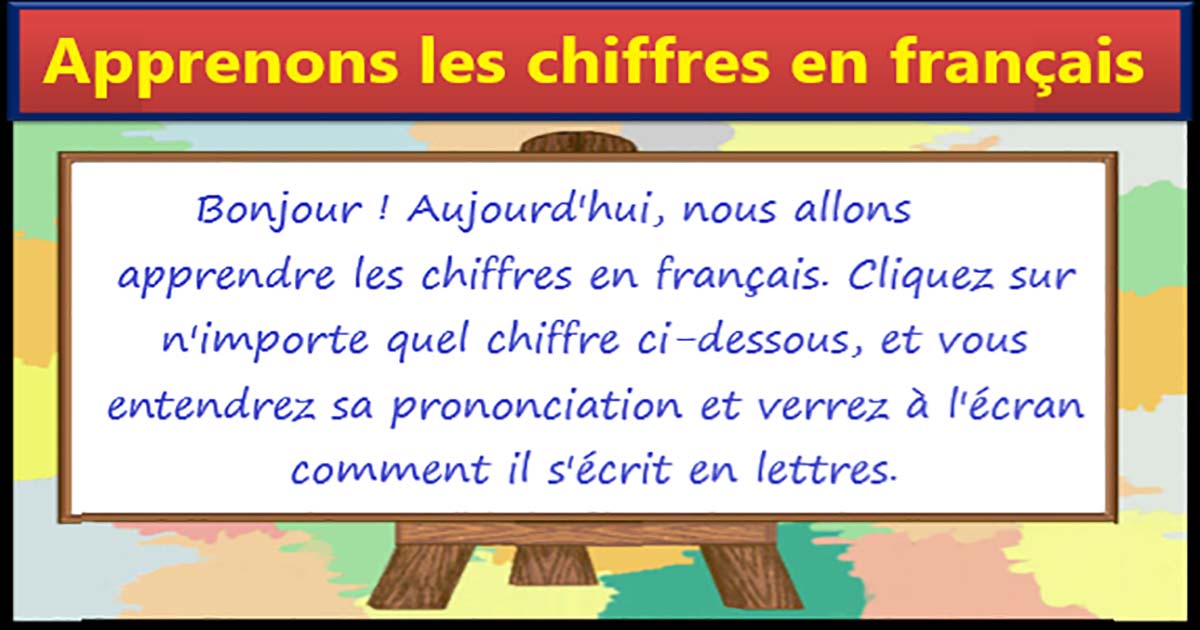 Apprenons les chiffres en français
Bonjour ! Aujourd'hui, nous allons
apprendre les chiffres en français. Cliquez sur
n'importe quel chiffre ci-dessous, et vous
entendrez sa prononciation et verrez à l'écran
comment il s'écrit en lettres.